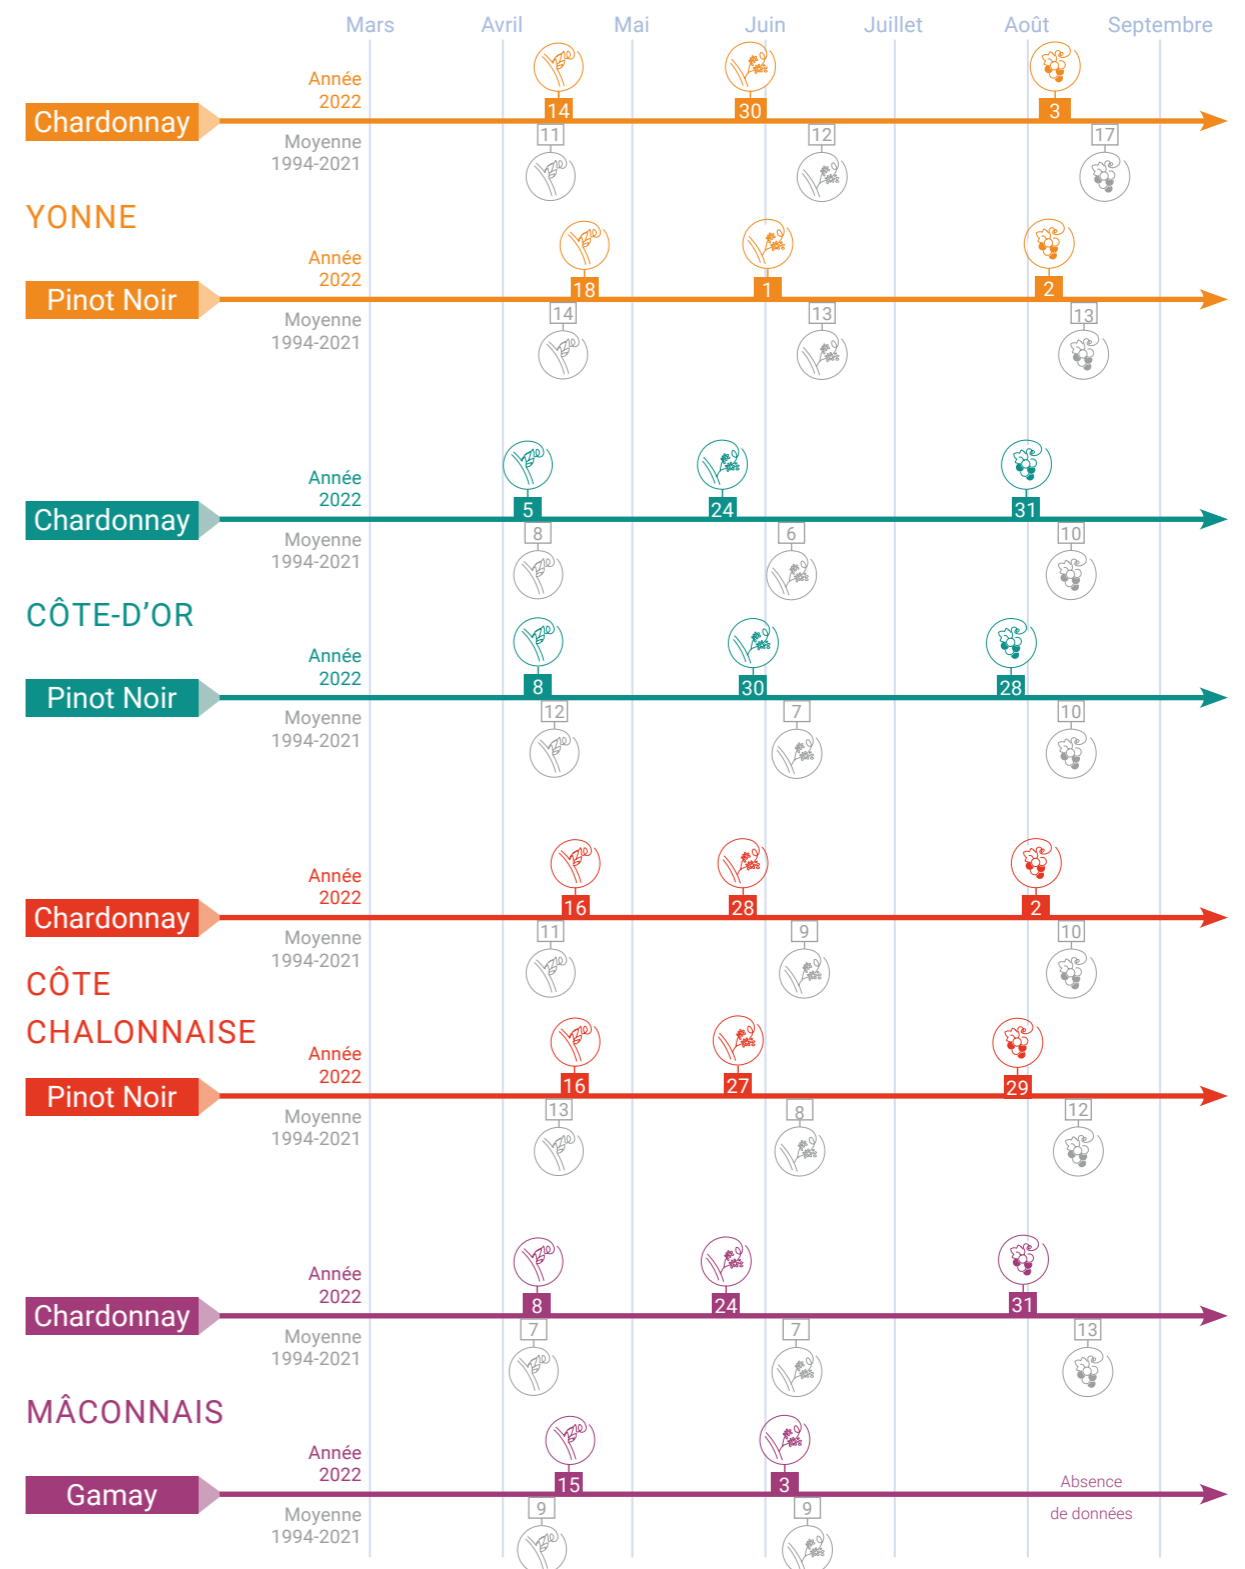 Mars Avril Mai Juin Juillet Août Septembre
Année
2022
14 30 3
Chardonnay
Moyenne
1994-2021
11 12 17
YONNE
Année
2022
18 1 2
Pinot Noir
Moyenne
1994-2021
14 13 13
Année
2022
5 24 31
Chardonnay
Moyenne
1994-2021
8 6 10
CÔTE-D'OR
Année
2022
8 30 28
Pinot Noir
Moyenne
1994-2021
12 7 10
Année
2022
16 28 2
Chardonnay
Moyenne
1994-2021
11 9 10
CÔTE
CHALONNAISE
Année
2022
16 27 29
Pinot Noir
Moyenne
1994-2021
13 8 12
Année
2022
8 24 31
Chardonnay
Moyenne
1994-2021
7 7 13
MÂCONNAIS
Année
2022
15 3
Absence
de données
Gamay
Moyenne
1994-2021
9 9